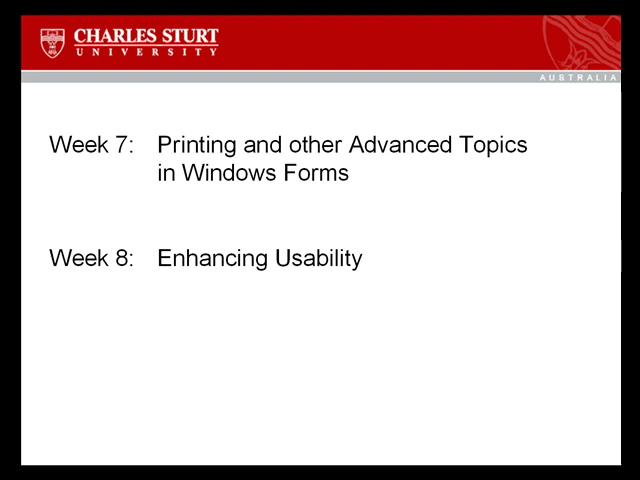 CHARLES STURT
UNIVERSITY
AUSTRALIA
Week 7: Printing and other Advanced Topics
in Windows Forms
Week 8: Enhancing Usability